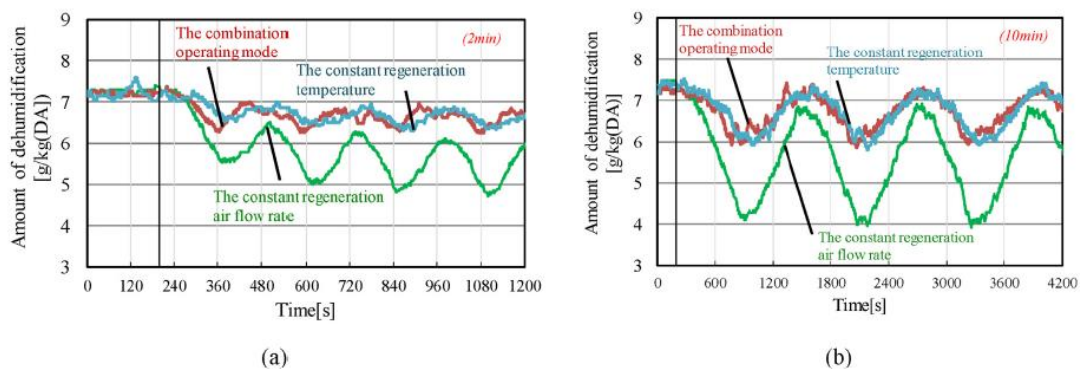 9
8
7
6
5
4
3
Amount of dehumidification
[g/kg(DA)])
The combination
operating mode
(2min)
The constant regeneration
temperature
The constant regeneration
air flow rate
0 120 240 360 480 600 720 840 960 1080 1200
Time[s]
(a)
9
8
7
6
5
4
3
Amount of dehumidification
[g/kg(DA)]
The combination
operating mode
(10min)
The constant regeneration
temperature
The constant regeneration
air flow rate
0 600 1200 1800 2400 3000 3600 4200
Time[s]
(b)